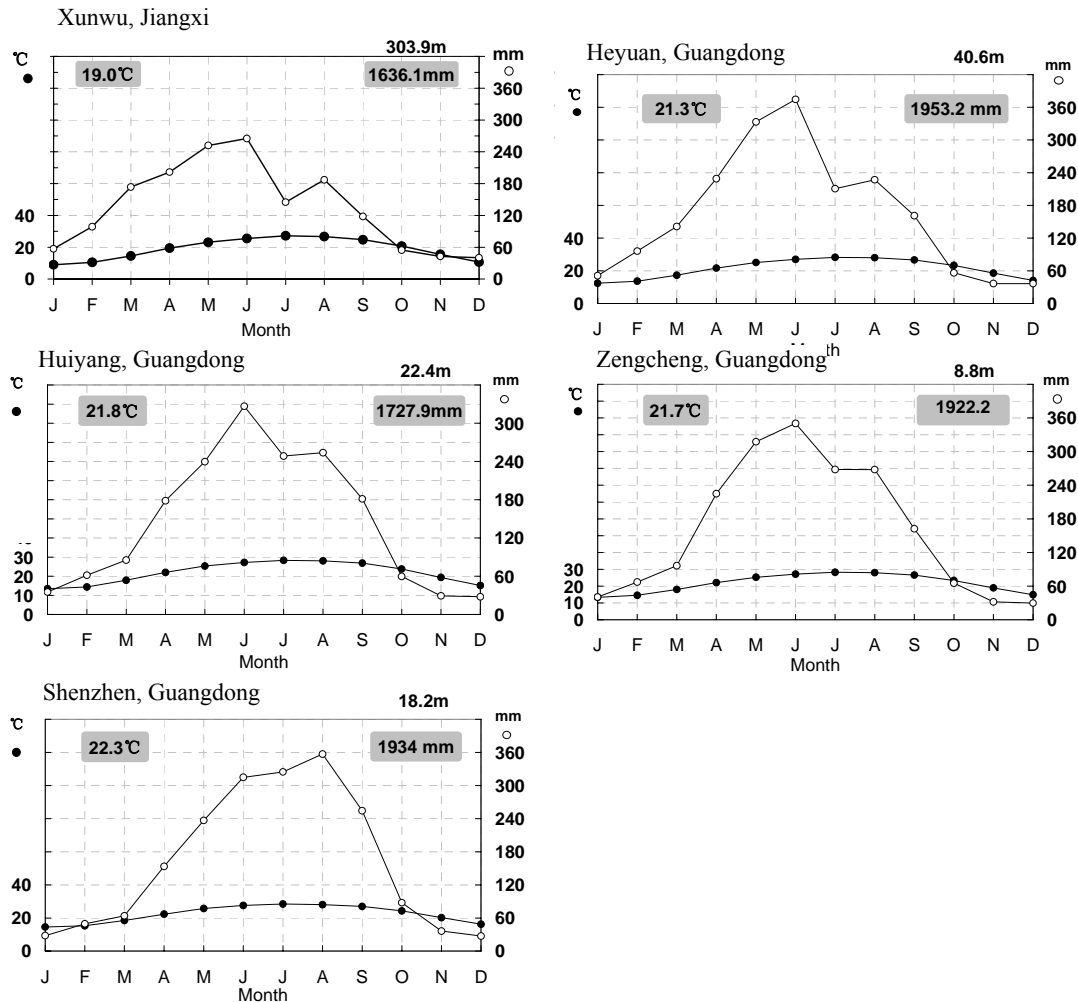 Xunwu, Jiangxi
303.9m
℃
mm
19.0℃
1636.1mm
360
300
240
180
40
120
20
60
0
0
J F M A M J J A S O N D
Month
Heyuan, Guangdong
40.6m
mm
℃
21.3℃
1953.2 mm
360
300
240
180
40
120
20
60
0
0
J F M A M J J A S O N D
Huiyang, Guangdong
22.4m
℃
mm
21.8℃
1727.9mm
300
240
180
120
30
20
60
10
0
0
J F M A M J J A S O N D
Month
Zengcheng, Guangdong
8.8m
mm
℃
21.7℃
1922.2
360
300
240
180
30
120
20
60
10
0
0
J F M A M J J A S O N D
Month
Shenzhen, Guangdong
18.2m
℃
mm
22.3℃
1934 mm
360
300
240
180
40
120
20
60
0
0
J F M A M J J A S O N D
Month